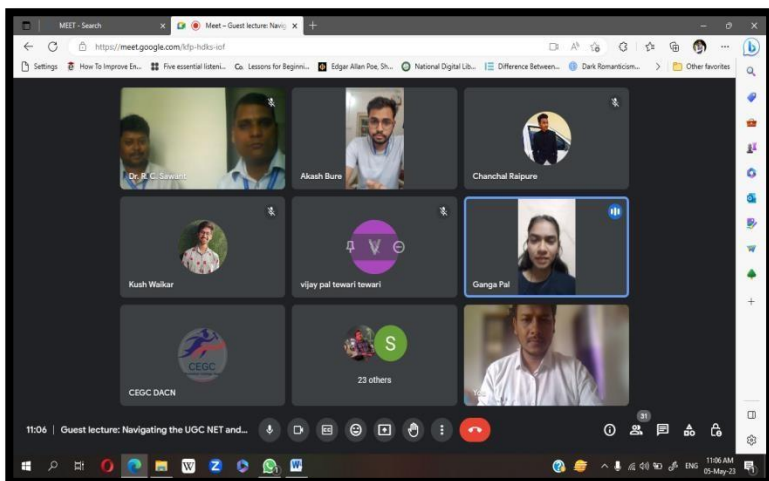 MEET - Search
Meet – Guest lecture: Navig
https://meet.google.com/kfp-hdks-iof
Settings
How To Improve En...
Five essential listeni...
Co. Lessons for Beginni...
Edgar Allan Poe, Sh...
National Digital Lib...
Difference Between...
Dark Romanticism...
Other favorites
Dr. R. C. Sawant
Akash Bure
Chanchal Raipure
Kush Waikar
V
vijay pal tewari tewari
Ganga Pal
CEGC
CEGC DACN
S
23 others
You
31
11:06 | Guest lecture: Navigating the UGC NET and...
ENG
11:06 AM
05-May-23